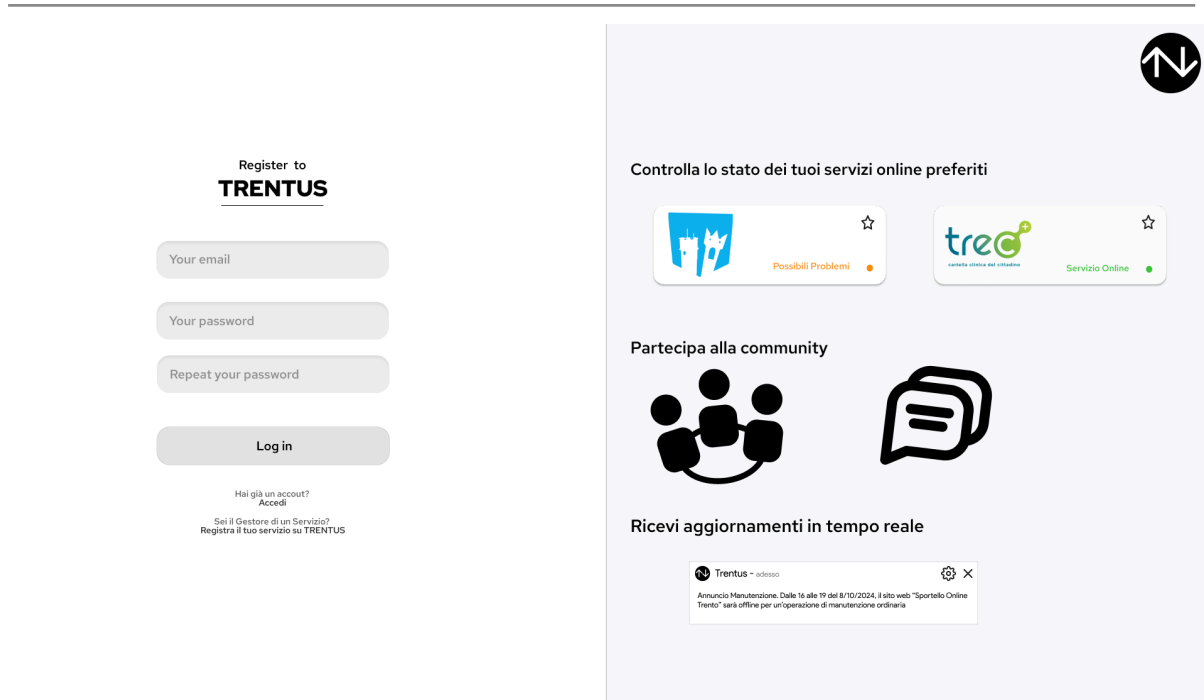 Register to
TRENTUS
Your email
Your password
Repeat your password
Log in
Hai già un accout?
Accedi
Sei il Gestore di un Servizio?
Registra il tuo servizio su TRENTUS
Controlla lo stato dei tuoi servizi online preferiti
Possibili Problemi
trec+
cartella clinica del cittadino
Servizio Online
Partecipa alla community
Ricevi aggiornamenti in tempo reale
Trentus - adesso
Annuncio Manutenzione. Dalle 16 alle 19 del 8/10/2024, il sito web "Sportello Online
Trento" sarà offline per un'operazione di manutenzione ordinaria